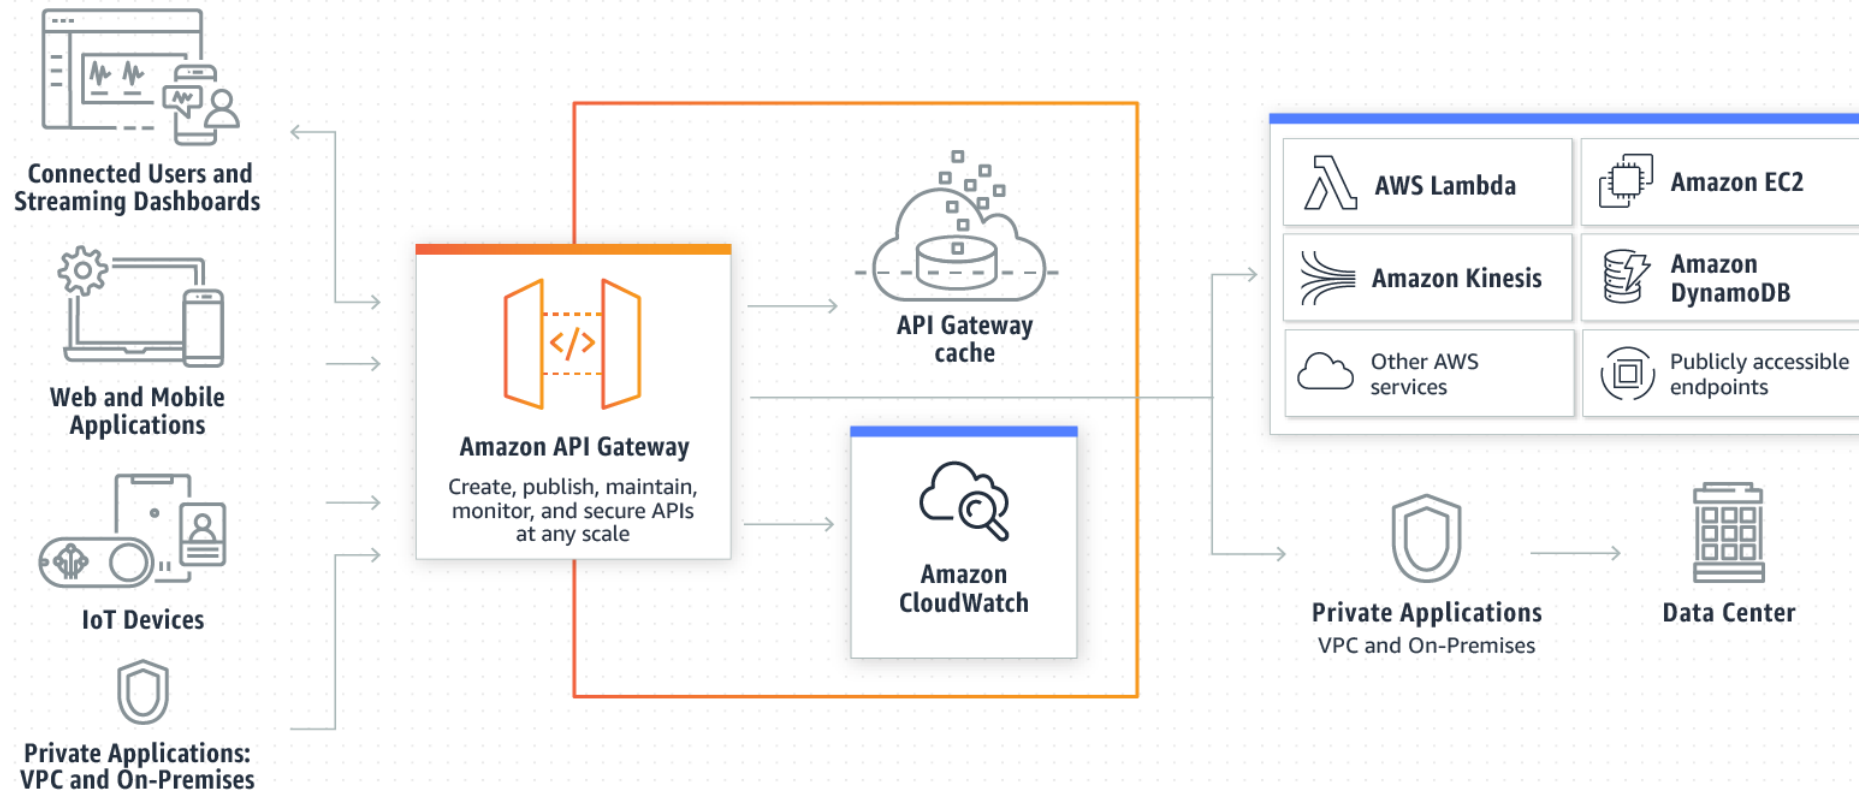 Connected Users and
Streaming Dashboards
Web and Mobile
Applications
IoT Devices
Private Applications:
VPC and On-Premises
</>
Amazon API Gateway
Create, publish, maintain,
monitor, and secure APIs
at any scale
API Gateway
cache
Amazon
CloudWatch
AWS Lambda
Amazon EC2
Amazon Kinesis
Amazon
DynamoDB
Other AWS
services
Publicly accessible
endpoints
Private Applications
VPC and On-Premises
Data Center